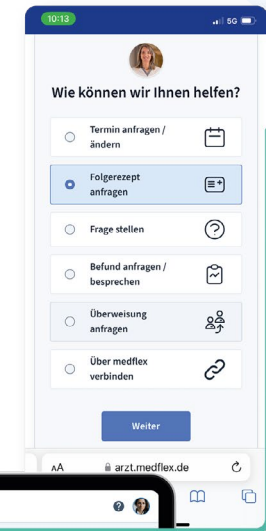 10:13
5G
Wie können wir Ihnen helfen?
Termin anfragen /
ändern
Folgerezept
anfragen
Frage stellen
Befund anfragen /
besprechen
Überweisung
anfragen
Über medflex
verbinden
Weiter
AA
arzt.medflex.de